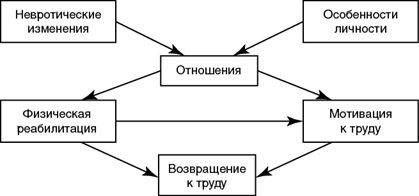 Невротические
изменения
Особенности
личности
Отношения
Физическая
реабилитация
Мотивация
к труду
Возвращение
к труду